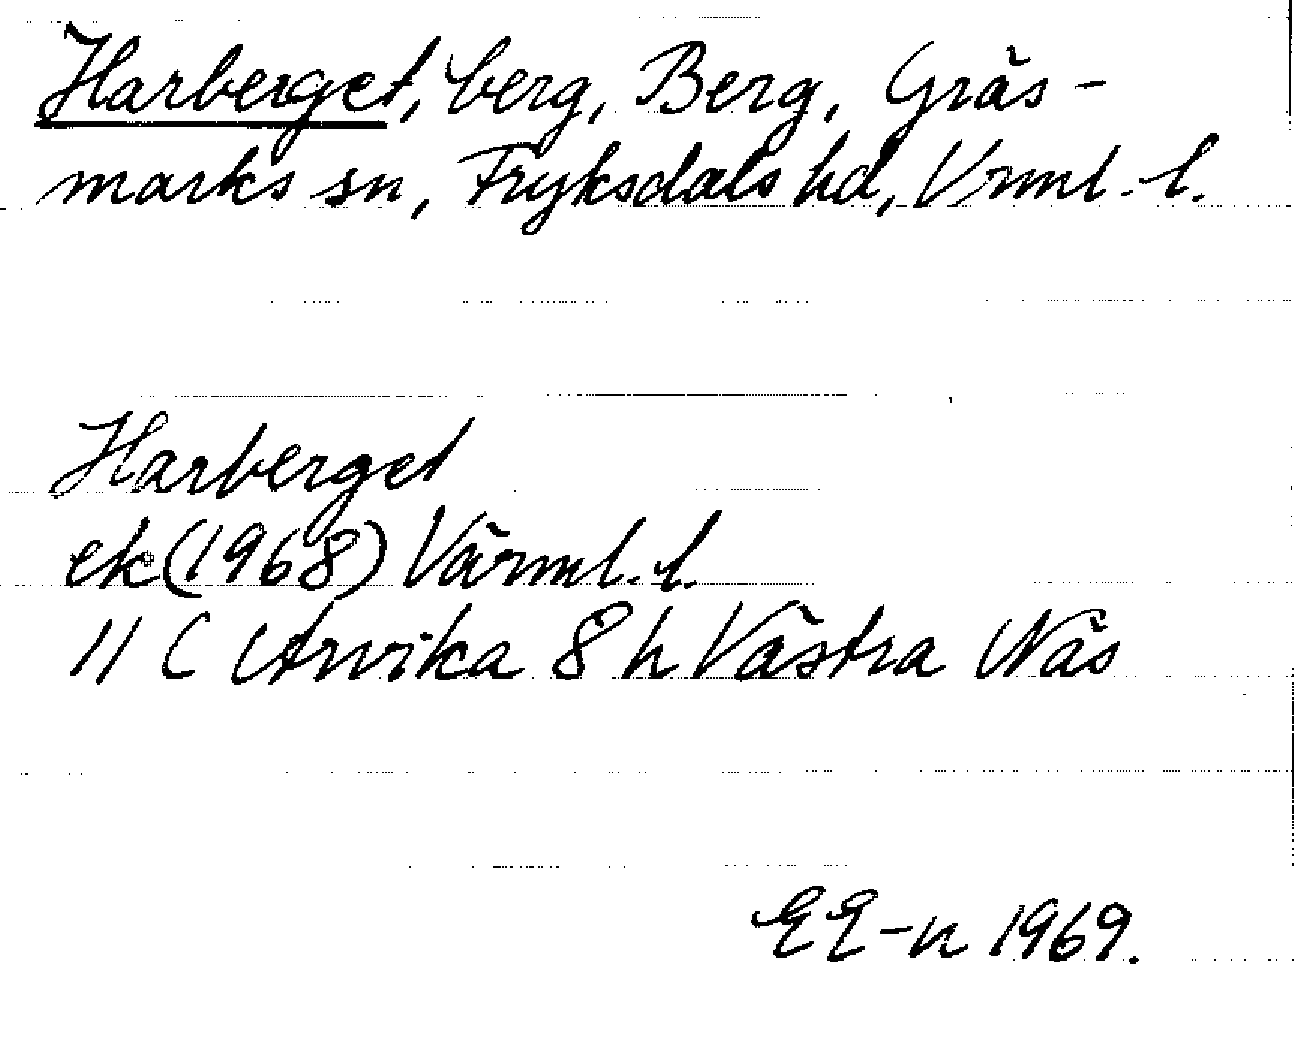 Harberget, berg, Berg, Gräs-
marks sn, Fryksdals hd, Vrml. l.
Harberget
ek (1968) Värml. l.
11 C Arvika 8 h Västra Näs
EE-n 1969.